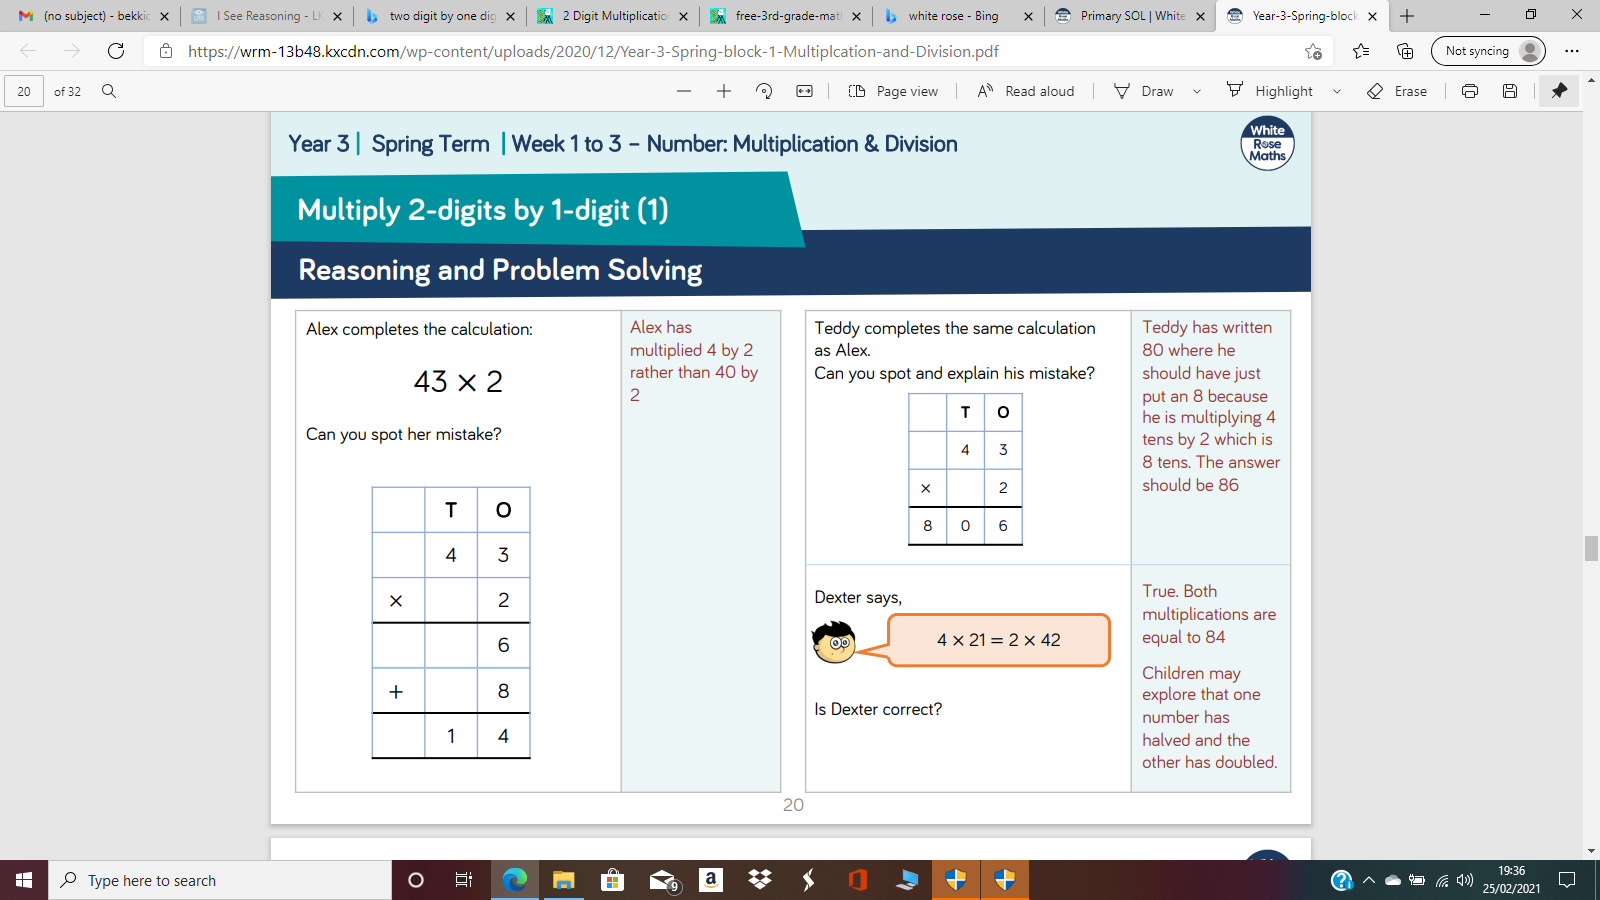 (no subject) - bekkic
I See Reasoning – LK
two digit by one dig
2 Digit Multiplicatio
free-3rd-grade-mat
white rose - Bing
Primary SOL | White
Year-3-Spring-block
https://wrm-13b48.kxcdn.com/wp-content/uploads/2020/12/Year-3-Spring-block-1-Multiplcation-and-Division.pdf
Not syncing
20 of 32
Page view
A Read aloud
Draw
Highlight
Erase
Year 3 | Spring Term | Week 1 to 3 – Number: Multiplication & Division
White
Rose
Maths
Multiply 2-digits by 1-digit (1)
Reasoning and Problem Solving
Alex completes the calculation:
43 × 2
Can you spot her mistake?
T O
4 3
× 2
6
+ 8
1 4
Alex has
multiplied 4 by 2
rather than 40 by
2
Teddy completes the same calculation
as Alex.
Can you spot and explain his mistake?
T O
4 3
× 2
8 0 6
Teddy has written
80 where he
should have just
put an 8 because
he is multiplying 4
tens by 2 which is
8 tens. The answer
should be 86
Dexter says,
4 × 21 = 2 × 42
Is Dexter correct?
True. Both
multiplications are
equal to 84
Children may
explore that one
number has
halved and the
other has doubled.
20
Type here to search
9
a
19:36
25/02/2021